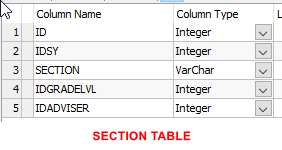 Column Name Column Type L
1 ID Integer
2 IDSY Integer
3 SECTION VarChar
4 IDGRADELVL Integer
5 IDADVISER Integer
SECTION TABLE